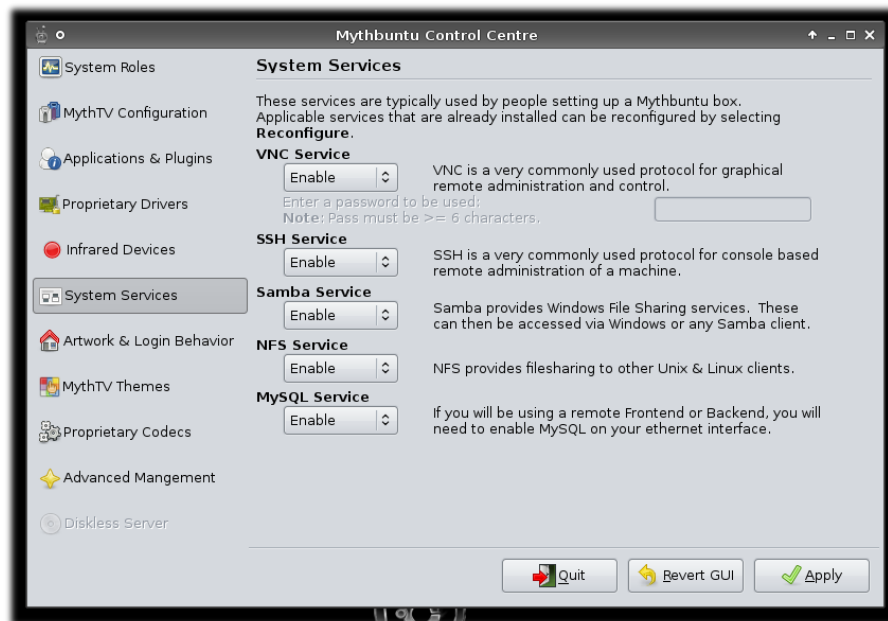 Mythbuntu Control Centre
System Roles
MythTV Configuration
Applications & Plugins
Proprietary Drivers
Infrared Devices
System Services
Artwork & Login Behavior
MythTV Themes
Proprietary Codecs
Advanced Mangement
Diskless Server
System Services
These services are typically used by people setting up a Mythbuntu box.
Applicable services that are already installed can be reconfigured by selecting
Reconfigure.
VNC Service
Enable
VNC is a very commonly used protocol for graphical
remote administration and control.
Enter a password to be used:
Note: Pass must be >= 6 characters.
SSH Service
Enable
SSH is a very commonly used protocol for console based
remote administration of a machine.
Samba Service
Enable
Samba provides Windows File Sharing services. These
can then be accessed via Windows or any Samba client.
NFS Service
Enable
NFS provides filesharing to other Unix & Linux clients.
MySQL Service
Enable
If you will be using a remote Frontend or Backend, you will
need to enable MySQL on your ethernet interface.
Quit
Revert GUI
Apply